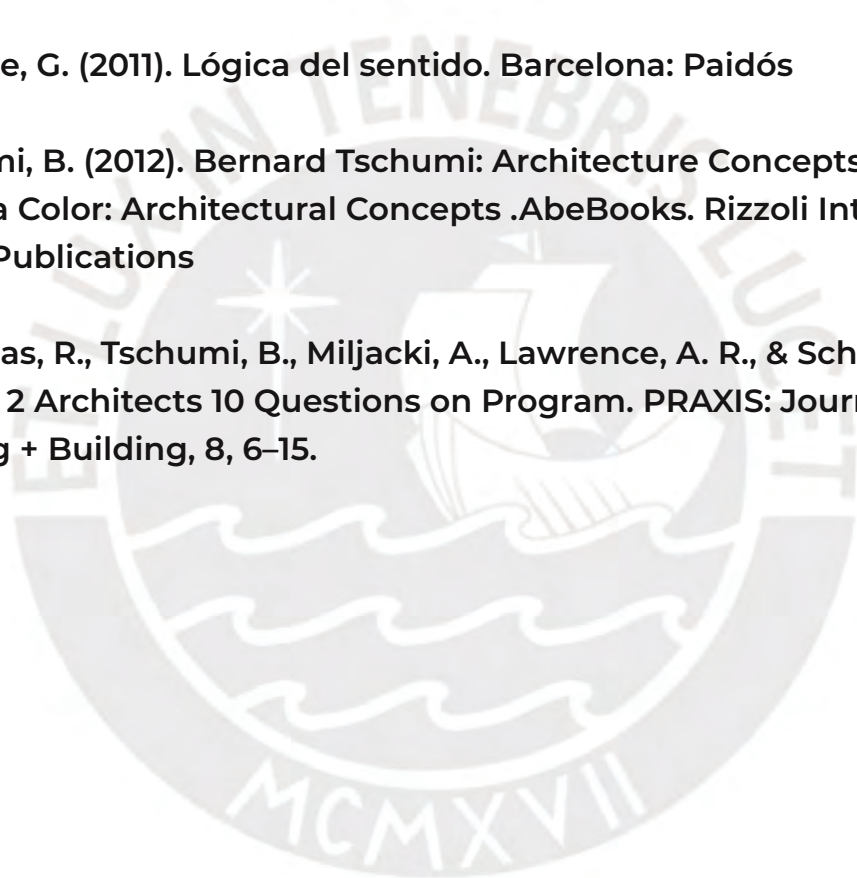 e, G. (2011). Lógica del sentido. Barcelona: Paidós
mi, B. (2012). Bernard Tschumi: Architecture Concepts
a Color: Architectural Concepts .AbeBooks. Rizzoli Int
Publications
as, R., Tschumi, B., Miljacki, A., Lawrence, A. R., & Sch
2 Architects 10 Questions on Program. PRAXIS: Journ
g + Building, 8, 6–15.
ET LUX IN TENEBRIS LUCET
MCMXVII